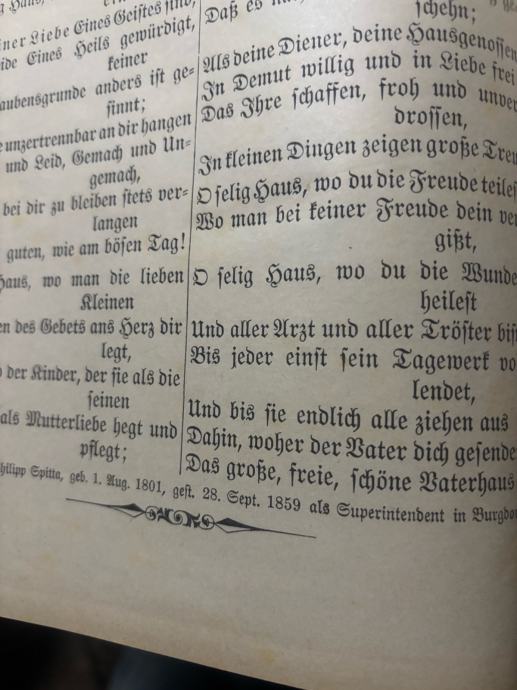 iner Liebe Eines Geistes sind,
ide Eines Heils gewürdigt,
keiner
aubensgrunde anders ist ge=
sinnt;
e unzertrennbar an dir hangen
und Leid, Gemach und Un=
gemach,
bei dir zu bleiben stets ver=
langen
guten, wie am bösen Tag!
Haus, wo man die lieben
Kleinen
en des Gebets ans Herz dir
legt,
der Kinder, der sie als die
seinen
als Mutterliebe hegt und
pflegt;
Daß es
schehn;
Als deine Diener, deine Hausgenossen
In Demut willig und in Liebe frei
Das Ihre schaffen, froh und unver
drossen,
In kleinen Dingen zeigen große Treu
O selig Haus, wo du die Freude teiles
Wo man bei keiner Freude dein ver
gißt,
O selig Haus, wo du die Wunde
heilest
Und aller Arzt und aller Tröster bist
Bis jeder einst sein Tagewerk vo
lendet,
Und bis sie endlich alle ziehen aus
Dahin, woher der Vater dich gesende
Das große, freie, schöne Vaterhaus
hilipp Spitta, geb. 1. Aug. 1801, gest. 28. Sept. 1859 als Superintendent in Burgdo